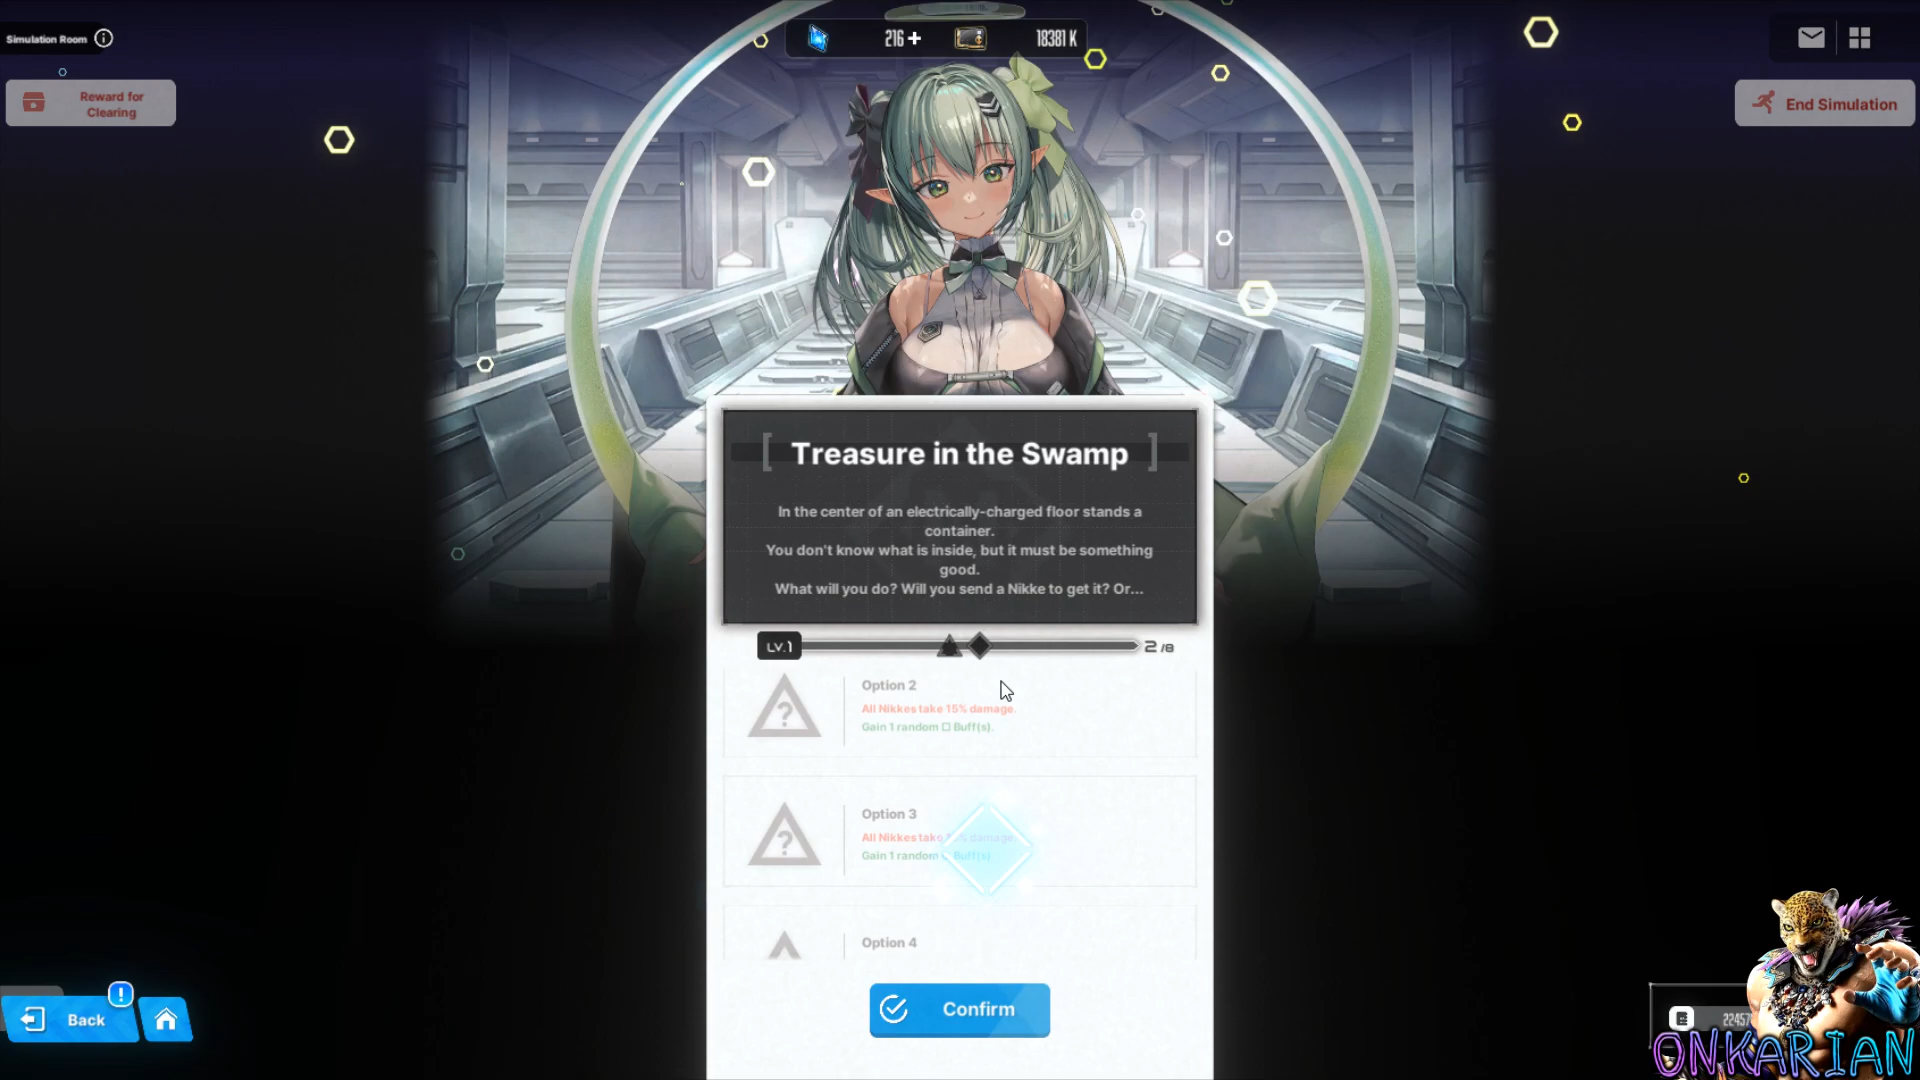 Simulation Room
216
18381 K
Reward for
Clearing
End Simulation
Treasure in the Swamp
In the center of an electrically-charged floor stands a
container.
You don't know what is inside, but it must be something
good.
What will you do? Will you send a Nikke to get it? Or...
LV.1
2/8
Option 2
All Nikkes take 15% damage.
Gain 1 random □ Buff(s).
Option 3
All Nikkes take damage.
Gain 1 random Buff(s)
Option 4
Confirm
Back
22457
ONKARIAN